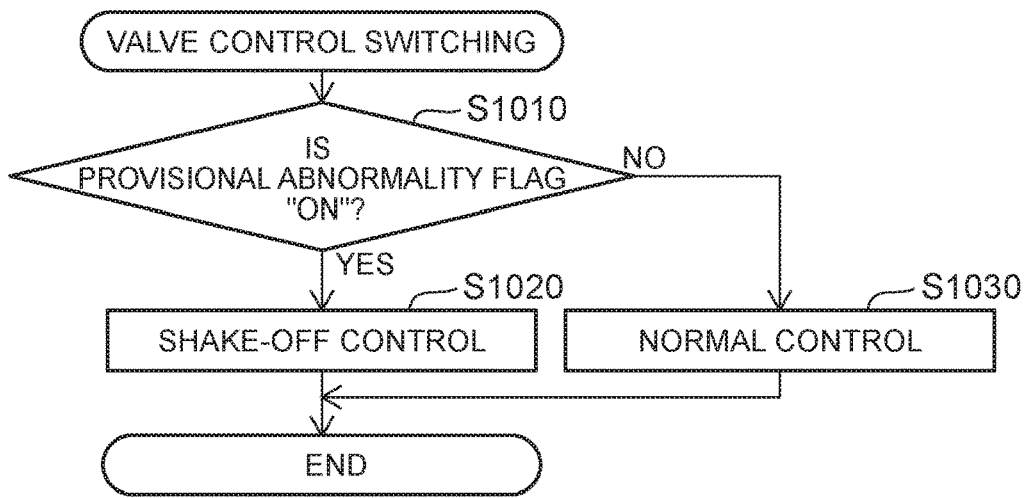 VALVE CONTROL SWITCHING
S1010
IS
PROVISIONAL ABNORMALITY FLAG
"ON"?
NO
YES
S1020
S1030
SHAKE-OFF CONTROL
NORMAL CONTROL
END